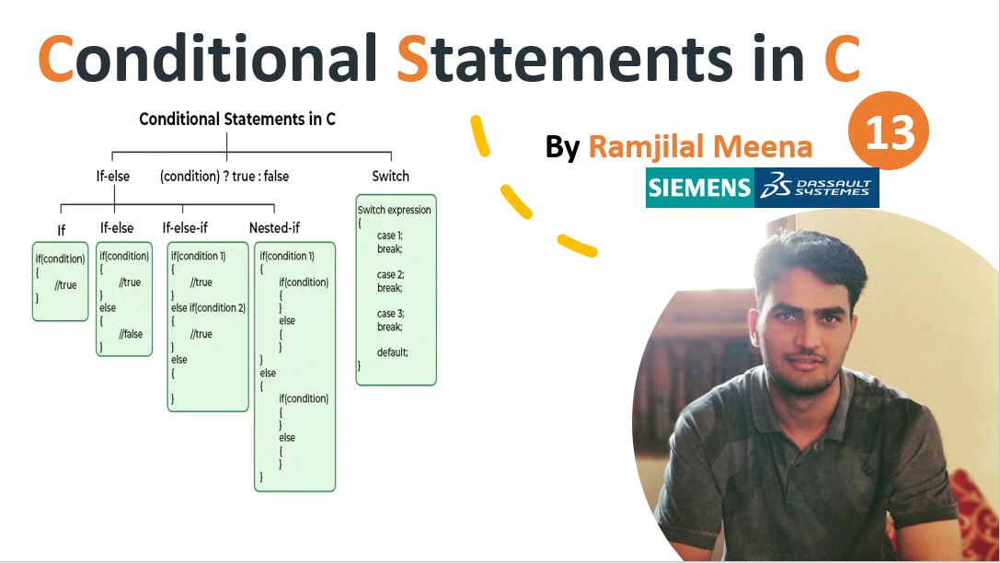 Conditional Statements in C
13
By Ramjilal Meena
SIEMENS
DASSAULT
SYSTEMES
Conditional Statements in C
If-else
(condition) ? true : false
Switch
If
If-else
If-else-if
Nested-if
if(condition)
{
//true
}
if(condition)
{
//true
}
else
{
//false
}
if(condition 1)
{
//true
}
else if(condition 2)
{
//true
}
else
{
}
if(condition 1)
{
if(condition)
{
}
else
{
}
}
else
{
if(condition)
{
}
else
{
}
}
Switch expression
{
case 1;
break;
case 2;
break;
case 3;
break;
default;
}